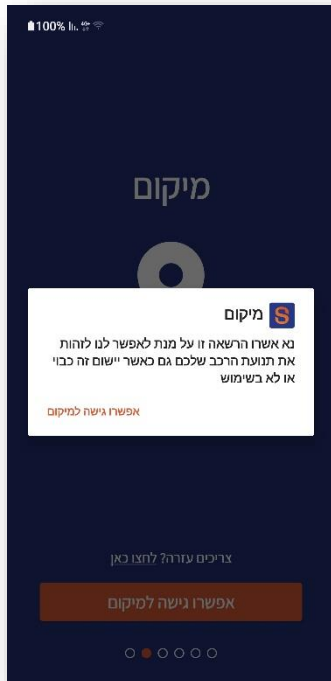 100%
מיקום
S מיקום
נא אשרו הרשאה זו על מנת לאפשר לנו לזהות
את תנועת הרכב שלכם גם כאשר יישום זה כבוי
או לא בשימוש
אפשרו גישה למיקום
צריכים עזרה? לחצו כאן
אפשרו גישה למיקום